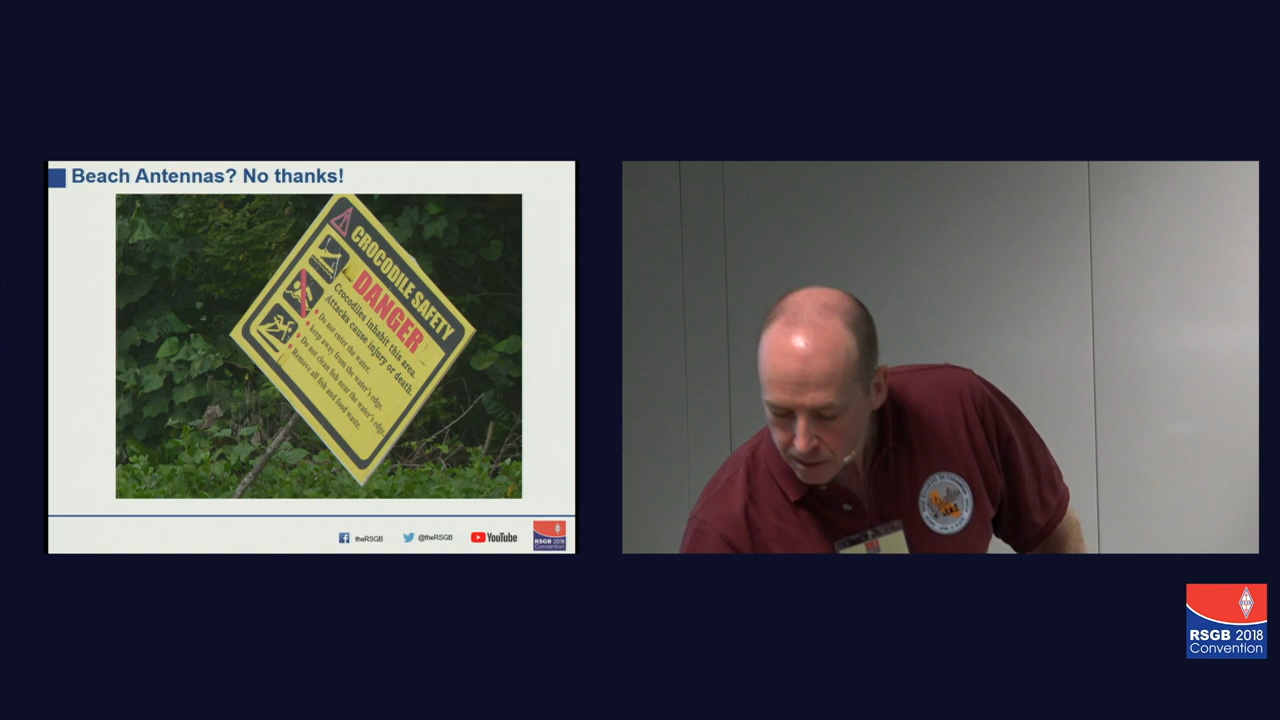 Beach Antennas? No thanks!
CROCODILE SAFETY
DANGER
Crocodiles inhabit this area.
Attacks cause injury or death.
• Do not enter the water.
• keep away from the water's edge.
• Do not clean fish near the water's edge.
• Remove all fish and food waste.
theRSGB
@theRSGB
YouTube
RSGB 2018
Convention
RSGB 2018
Convention